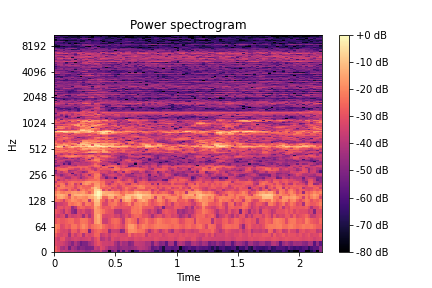 Power spectrogram
8192
4096
2048
1024
512
256
128
64
0
Hz
0
0.5
1
1.5
2
Time
+0 dB
-10 dB
-20 dB
-30 dB
-40 dB
-50 dB
-60 dB
-70 dB
-80 dB